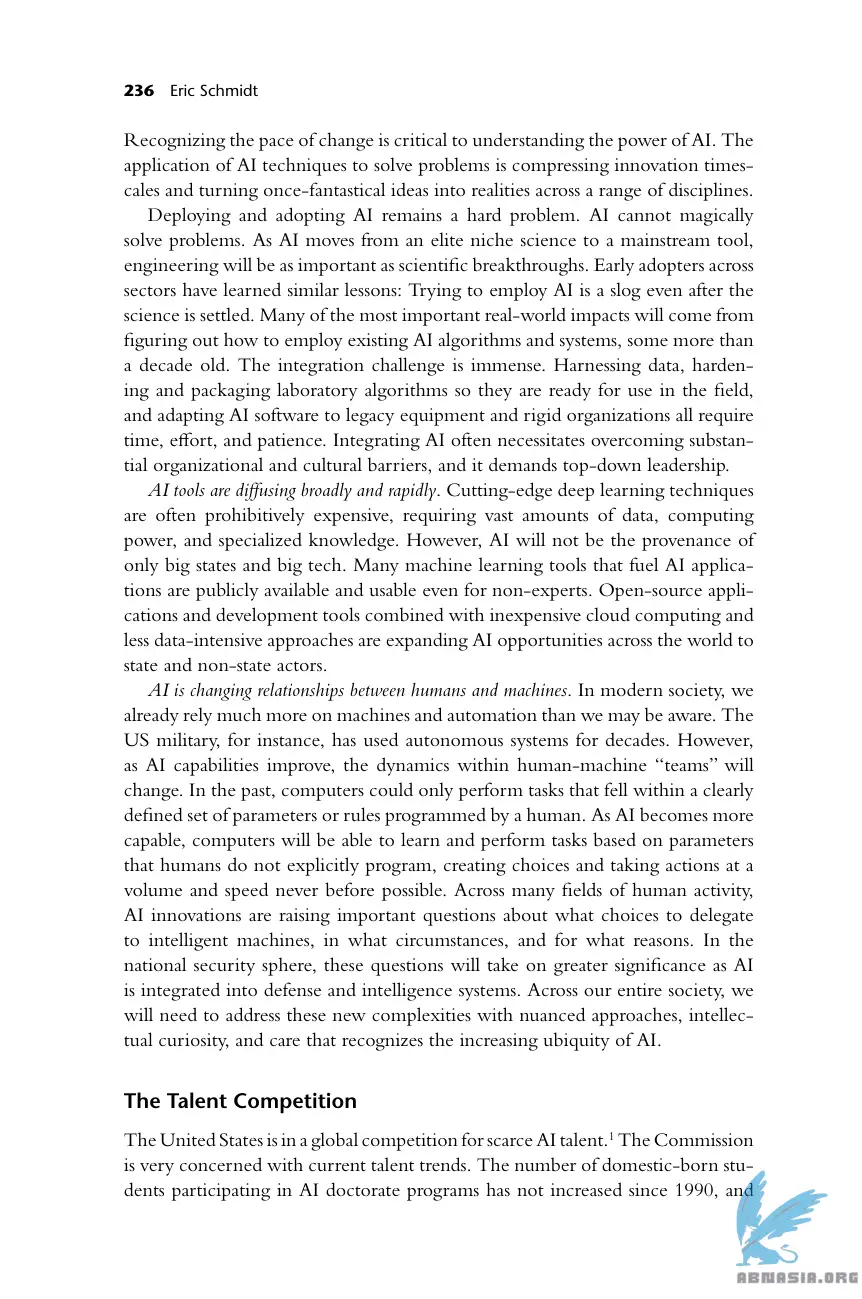 236 Eric Schmidt
Recognizing the pace of change is critical to understanding the power of AI. The
application of AI techniques to solve problems is compressing innovation times-
cales and turning once-fantastical ideas into realities across a range of disciplines.
Deploying and adopting AI remains a hard problem. AI cannot magically
solve problems. As AI moves from an elite niche science to a mainstream tool,
engineering will be as important as scientific breakthroughs. Early adopters across
sectors have learned similar lessons: Trying to employ AI is a slog even after the
science is settled. Many of the most important real-world impacts will come from
figuring out how to employ existing AI algorithms and systems, some more than
a decade old. The integration challenge is immense. Harnessing data, harden-
ing and packaging laboratory algorithms so they are ready for use in the field,
and adapting AI software to legacy equipment and rigid organizations all require
time, effort, and patience. Integrating AI often necessitates overcoming substan-
tial organizational and cultural barriers, and it demands top-down leadership.
AI tools are diffusing broadly and rapidly. Cutting-edge deep learning techniques
are often prohibitively expensive, requiring vast amounts of data, computing
power, and specialized knowledge. However, AI will not be the provenance of
only big states and big tech. Many machine learning tools that fuel AI applica-
tions are publicly available and usable even for non-experts. Open-source appli-
cations and development tools combined with inexpensive cloud computing and
less data-intensive approaches are expanding AI opportunities across the world to
state and non-state actors.
AI is changing relationships between humans and machines. In modern society, we
already rely much more on machines and automation than we may be aware. The
US military, for instance, has used autonomous systems for decades. However,
as AI capabilities improve, the dynamics within human-machine “teams” will
change. In the past, computers could only perform tasks that fell within a clearly
defined set of parameters or rules programmed by a human. As AI becomes more
capable, computers will be able to learn and perform tasks based on parameters
that humans do not explicitly program, creating choices and taking actions at a
volume and speed never before possible. Across many fields of human activity,
AI innovations are raising important questions about what choices to delegate
to intelligent machines, in what circumstances, and for what reasons. In the
national security sphere, these questions will take on greater significance as AI
is integrated into defense and intelligence systems. Across our entire society, we
will need to address these new complexities with nuanced approaches, intellec-
tual curiosity, and care that recognizes the increasing ubiquity of AI.
The Talent Competition
The United States is in a global competition for scarce AI talent.1 The Commission
is very concerned with current talent trends. The number of domestic-born stu-
dents participating in AI doctorate programs has not increased since 1990, and
ABNASIA.ORG